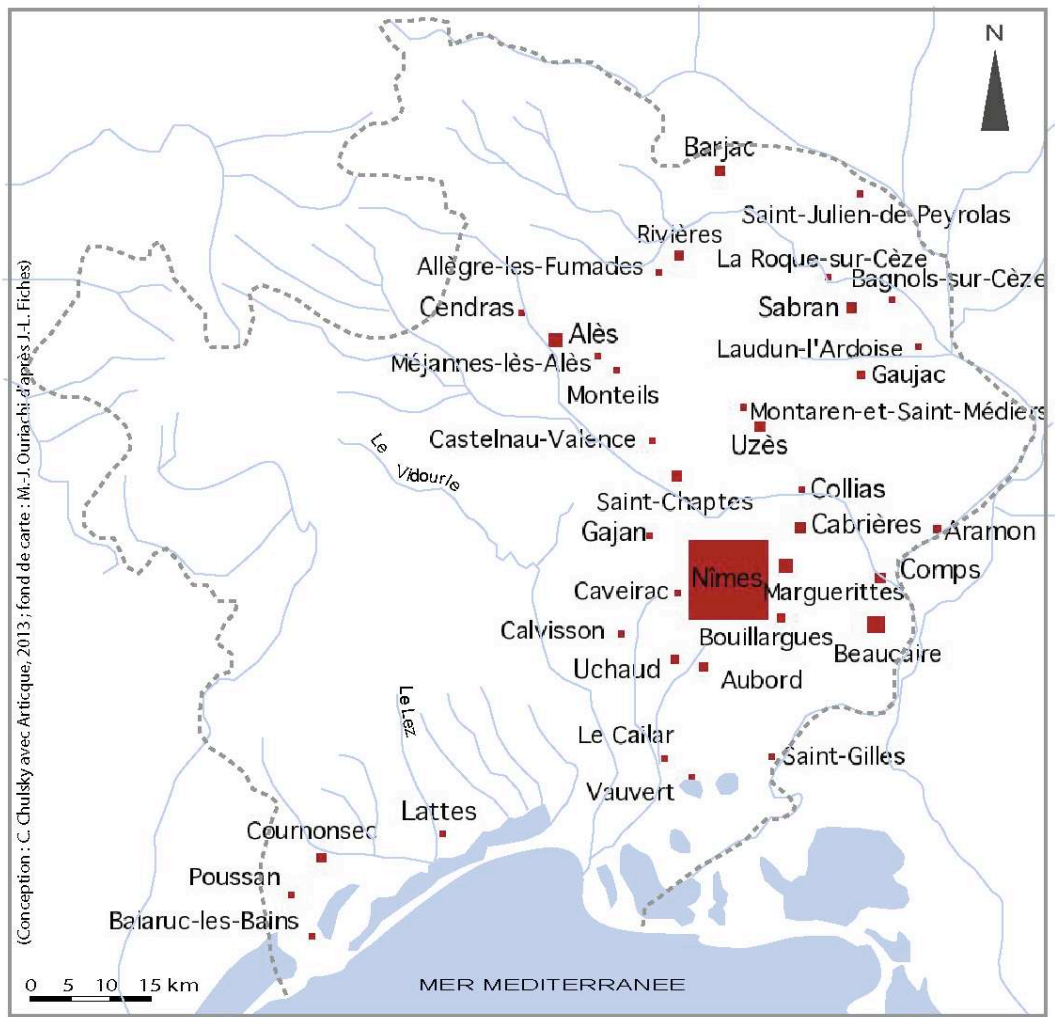 N
Barjac
Saint-Julien-de Peyrolas
Rivières
La Roque-sur-Cèze
Allègre-les-Fumades
Bagnols-sur-Cèze
Cendras
Sabran
Alès
Laudun-l'Ardoise
Méjannes-lès-Alès
Gaujac
Monteils
Montaren-et-Saint-Médiers
Castelnau-Valence
Uzès
Le Vidourle
Collias
Saint-Chaptes
Cabrières
Gajan
Aramon
Nîmes
Comps
Caveirac
Marguerittes
Calvisson
Bouillargues
Beaucaire
Uchaud
Aubord
Le Lez
Le Cailar
Saint-Gilles
Vauvert
Lattes
Cournonsec
Poussan
Balaruc-les-Bains
0 5 10 15 km
MER MEDITERRANEE
(Conception : C. Chulsky avec Articque, 2013 ; fond de carte : M.-J. Ouriachi d'après J.-L. Fiches)